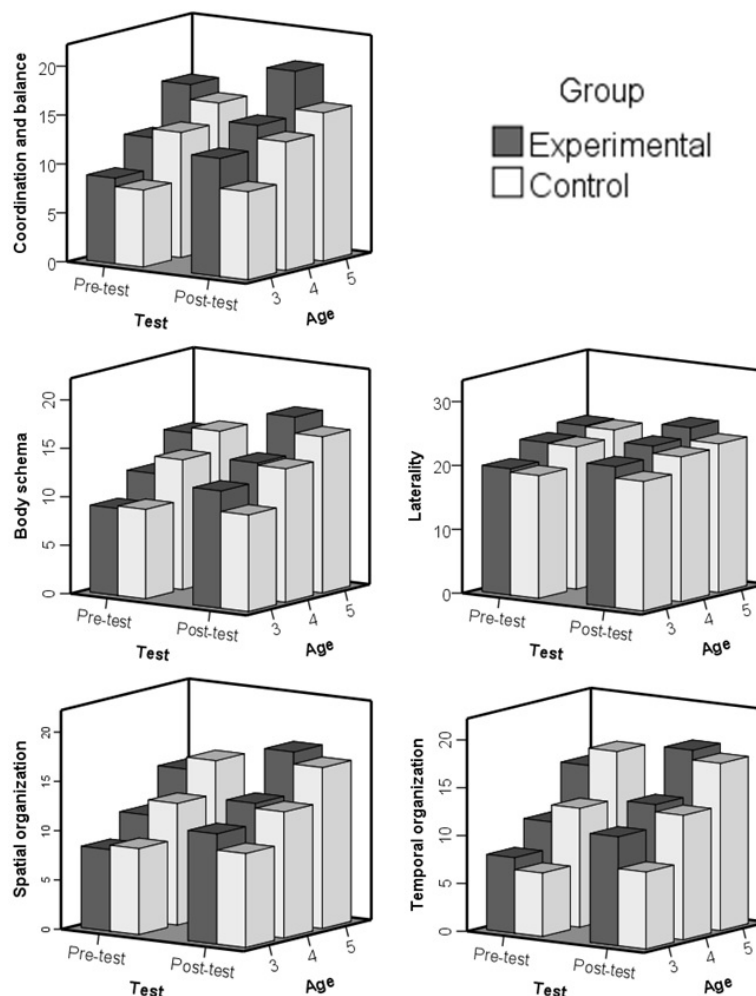 Coordination and balance
20
15
10
5
0
Pre-test
Post-test
Test
3
4
5
Age
Group
Experimental
Control
Body schema
20
15
10
5
0
Pre-test
Post-test
Test
3
4
5
Age
Laterality
30
20
10
0
Pre-test
Post-test
Test
3
4
5
Age
Spatial organization
20
15
10
5
0
Pre-test
Post-test
Test
3
4
5
Age
Temporal organization
20
15
10
5
0
Pre-test
Post-test
Test
3
4
5
Age